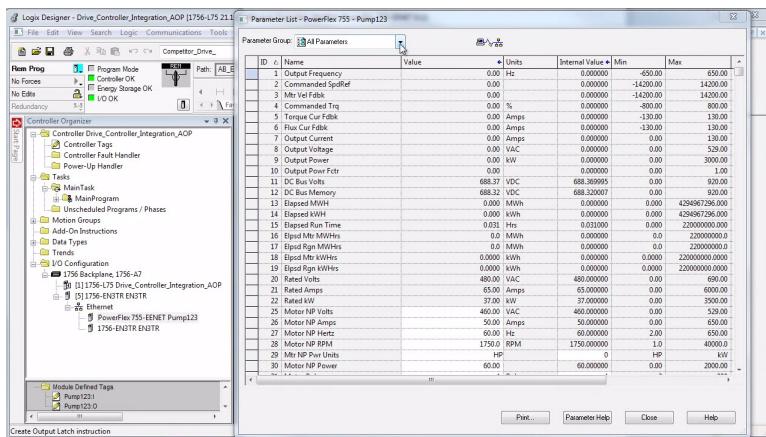 Logix Designer - Drive_Controller_Integration_AOP [1756-L75 21.1
File Edit View Search Logic Communications Tools
Competitor_Drive_
Rem Prog
Program Mode
REM
Path: AB_E
No Forces
Controller OK
Energy Storage OK
No Edits
I/O OK
Redundancy
Fa
Controller Organizer
Start Page
Controller Drive_Controller_Integration_AOP
Controller Tags
Controller Fault Handler
Power-Up Handler
Tasks
MainTask
MainProgram
Unscheduled Programs / Phases
Motion Groups
Add-On Instructions
Data Types
Trends
I/O Configuration
1756 Backplane, 1756-A7
[1] 1756-L75 Drive_Controller_Integration_AOP
[5] 1756-EN3TR EN3TR
Ethernet
PowerFlex 755-EENET Pump123
1756-EN3TR EN3TR
Module Defined Tags
Pump123:I
Pump123:O
Create Output Latch instruction
Parameter List - PowerFlex 755 - Pump123
Parameter Group: All Parameters
ID Name Value Units Internal Value Min Max
1 Output Frequency 0.00 Hz 0.000000 -650.00 650.00
2 Commanded SpdRef 0.00 0.000000 -14200.00 14200.00
3 Mtr Vel Fdbk 0.00 0.000000 -14200.00 14200.00
4 Commanded Trq 0.00 % 0.000000 -800.00 800.00
5 Torque Cur Fdbk 0.00 Amps 0.000000 -130.00 130.00
6 Flux Cur Fdbk 0.00 Amps 0.000000 -130.00 130.00
7 Output Current 0.00 Amps 0.000000 0.00 130.00
8 Output Voltage 0.00 VAC 0.000000 0.00 529.00
9 Output Power 0.00 kW 0.000000 0.00 3000.00
10 Output Powr Fctr 0.00 0.000000 0.00 1.00
11 DC Bus Volts 688.37 VDC 688.369995 0.00 920.00
12 DC Bus Memory 688.32 VDC 688.320007 0.00 920.00
13 Elapsed MWH 0.000 MWh 0.000000 0.000 4294967296.000
14 Elapsed kWH 0.000 kWh 0.000000 0.000 4294967296.000
15 Elapsed Run Time 0.031 Hrs 0.031000 0.000 220000000.000
16 Elpsd Mtr MWHrs 0.0 MWh 0.000000 0.0 220000000.0
17 Elpsd Rgn MWHrs 0.0 MWh 0.000000 0.0 220000000.0
18 Elpsd Mtr kWHrs 0.0000 kWh 0.000000 0.0000 220000000.0000
19 Elpsd Rgn kWHrs 0.0000 kWh 0.000000 0.0000 220000000.0000
20 Rated Volts 480.00 VAC 480.000000 0.00 690.00
21 Rated Amps 65.00 Amps 65.000000 0.00 6000.00
22 Rated kW 37.00 kW 37.000000 0.00 3500.00
25 Motor NP Volts 460.00 VAC 460.000000 0.00 529.00
26 Motor NP Amps 50.00 Amps 50.000000 0.00 650.00
27 Motor NP Hertz 60.00 Hz 60.000000 2.00 650.00
28 Motor NP RPM 1750.0 RPM 1750.000000 1.0 40000.0
29 Mtr NP Pwr Units HP 0 HP kW
30 Motor NP Power 60.00 60.000000 0.00 2000.00
Print... Parameter Help Close Help